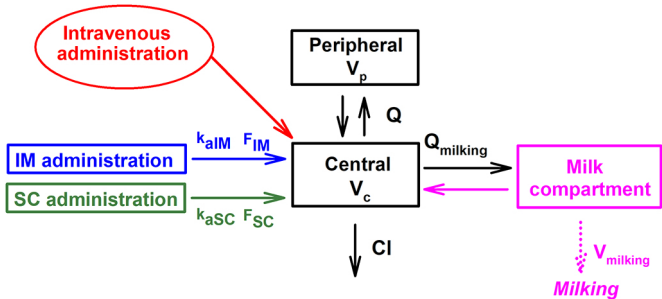 Intravenous
administration
Peripheral
Vp
Q
kaIM FIM
Qmilking
IM administration
Central
Vc
Milk
compartment
SC administration
kaSC FSC
Cl
Vmilking
Milking